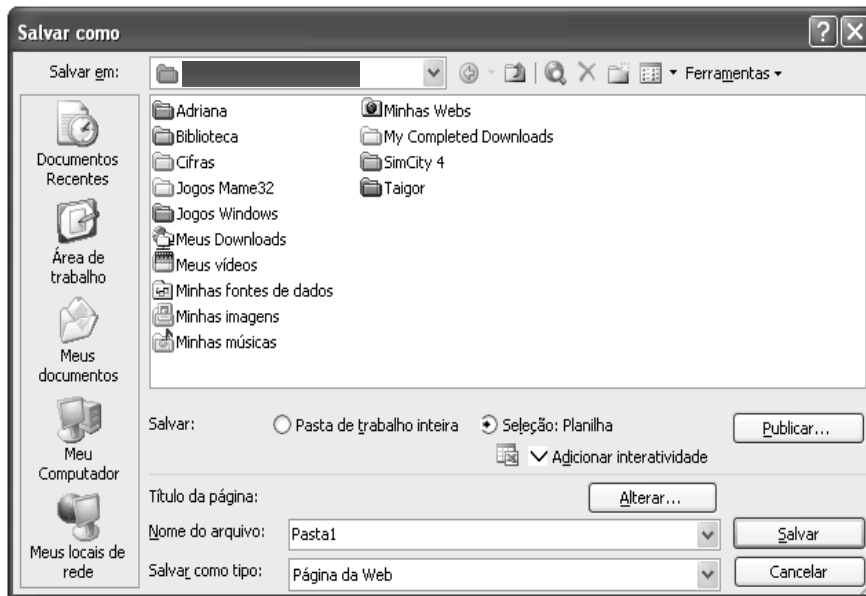 Salvar como
Salvar em:
Ferramentas
Documentos
Recentes
Área de
trabalho
Meus
documentos
Meu
Computador
Meus locais de
rede
Adriana
Biblioteca
Cifras
Jogos Mame32
Jogos Windows
Meus Downloads
Meus vídeos
Minhas fontes de dados
Minhas imagens
Minhas músicas
Minhas Webs
My Completed Downloads
SimCity 4
Taigor
Salvar: Pasta de trabalho inteira Seleção: Planilha Publicar...
Adicionar interatividade
Título da página: Alterar...
Nome do arquivo: Pasta1 Salvar
Salvar como tipo: Página da Web Cancelar